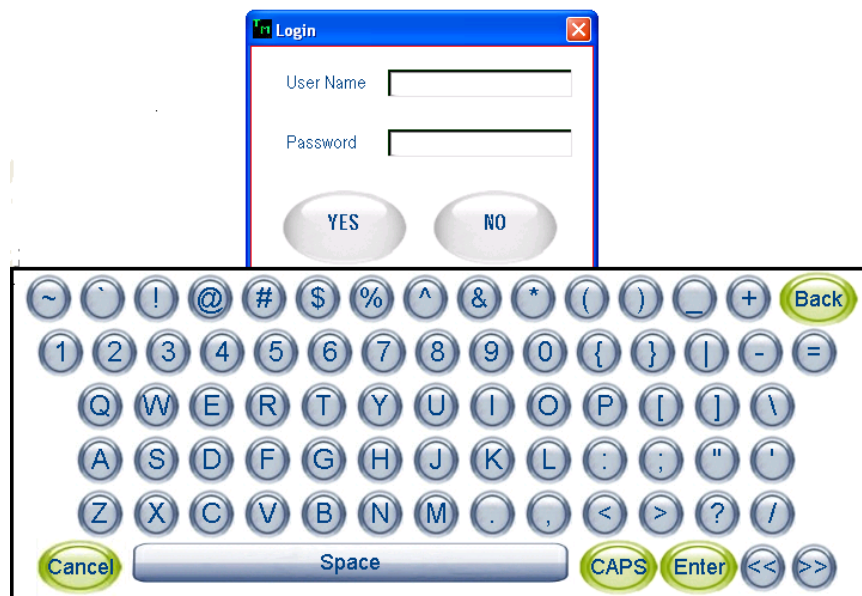 TM Login
User Name
Password
YES NO
~ ` ! @ # $ % ^ & * ( ) _ + Back
1 2 3 4 5 6 7 8 9 0 { } | - =
Q W E R T Y U I O P [ ] \
A S D F G H J K L : ; " '
Z X C V B N M . , < > ? /
Cancel Space CAPS Enter << >>